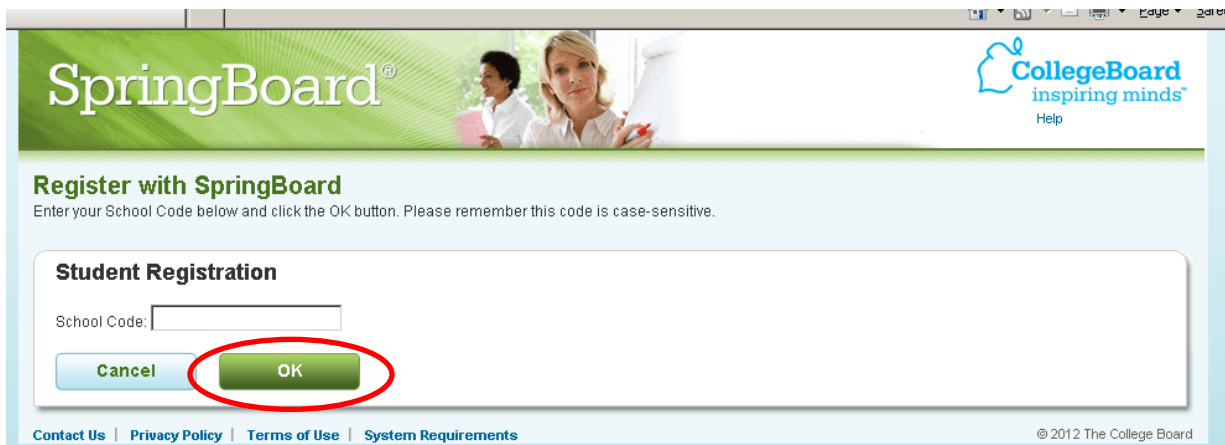 Page
SpringBoard®
CollegeBoard
inspiring minds™
Help
Register with SpringBoard
Enter your School Code below and click the OK button. Please remember this code is case-sensitive.
Student Registration
School Code:
Cancel
OK
Contact Us | Privacy Policy | Terms of Use | System Requirements
© 2012 The College Board